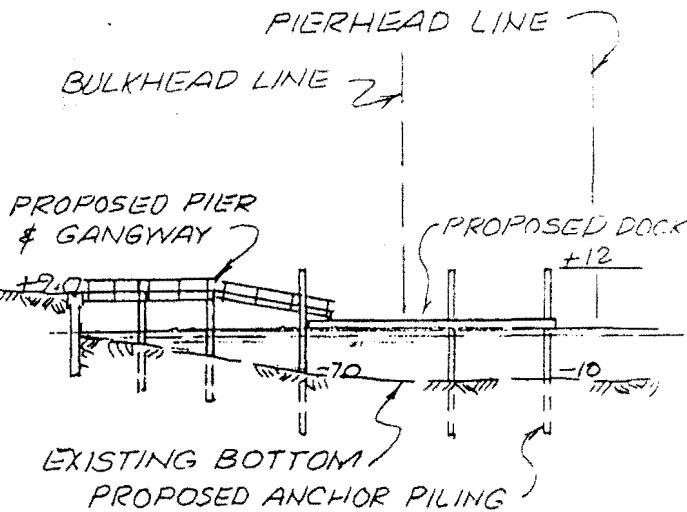 PIERHEAD LINE
BULKHEAD LINE
PROPOSED PIER
& GANGWAY
PROPOSED DOCK
+12
+9.0
-7.0
-10
EXISTING BOTTOM
PROPOSED ANCHOR PILING